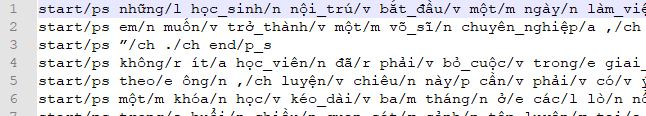 1 start/ps những/l học_sinh/n nội_trú/v bắt_đầu/v một/m ngày/n làm_việ
2 start/ps em/n muốn/v trở_thành/v một/m võ_sĩ/n chuyên_nghiệp/a ,/ch
3 start/ps ”/ch ./ch end/p_s
4 start/ps không/r ít/a học_viên/n đã/r phải/v bỏ_cuộc/v trong/e giai_
5 start/ps theo/e ông/n ,/ch luyện/v chiêu/n này/p cần/v phải/v có/v ý
6 start/ps một/m khóa/n học/v kéo_dài/v ba/m tháng/n ở/e các/l lò/n
7